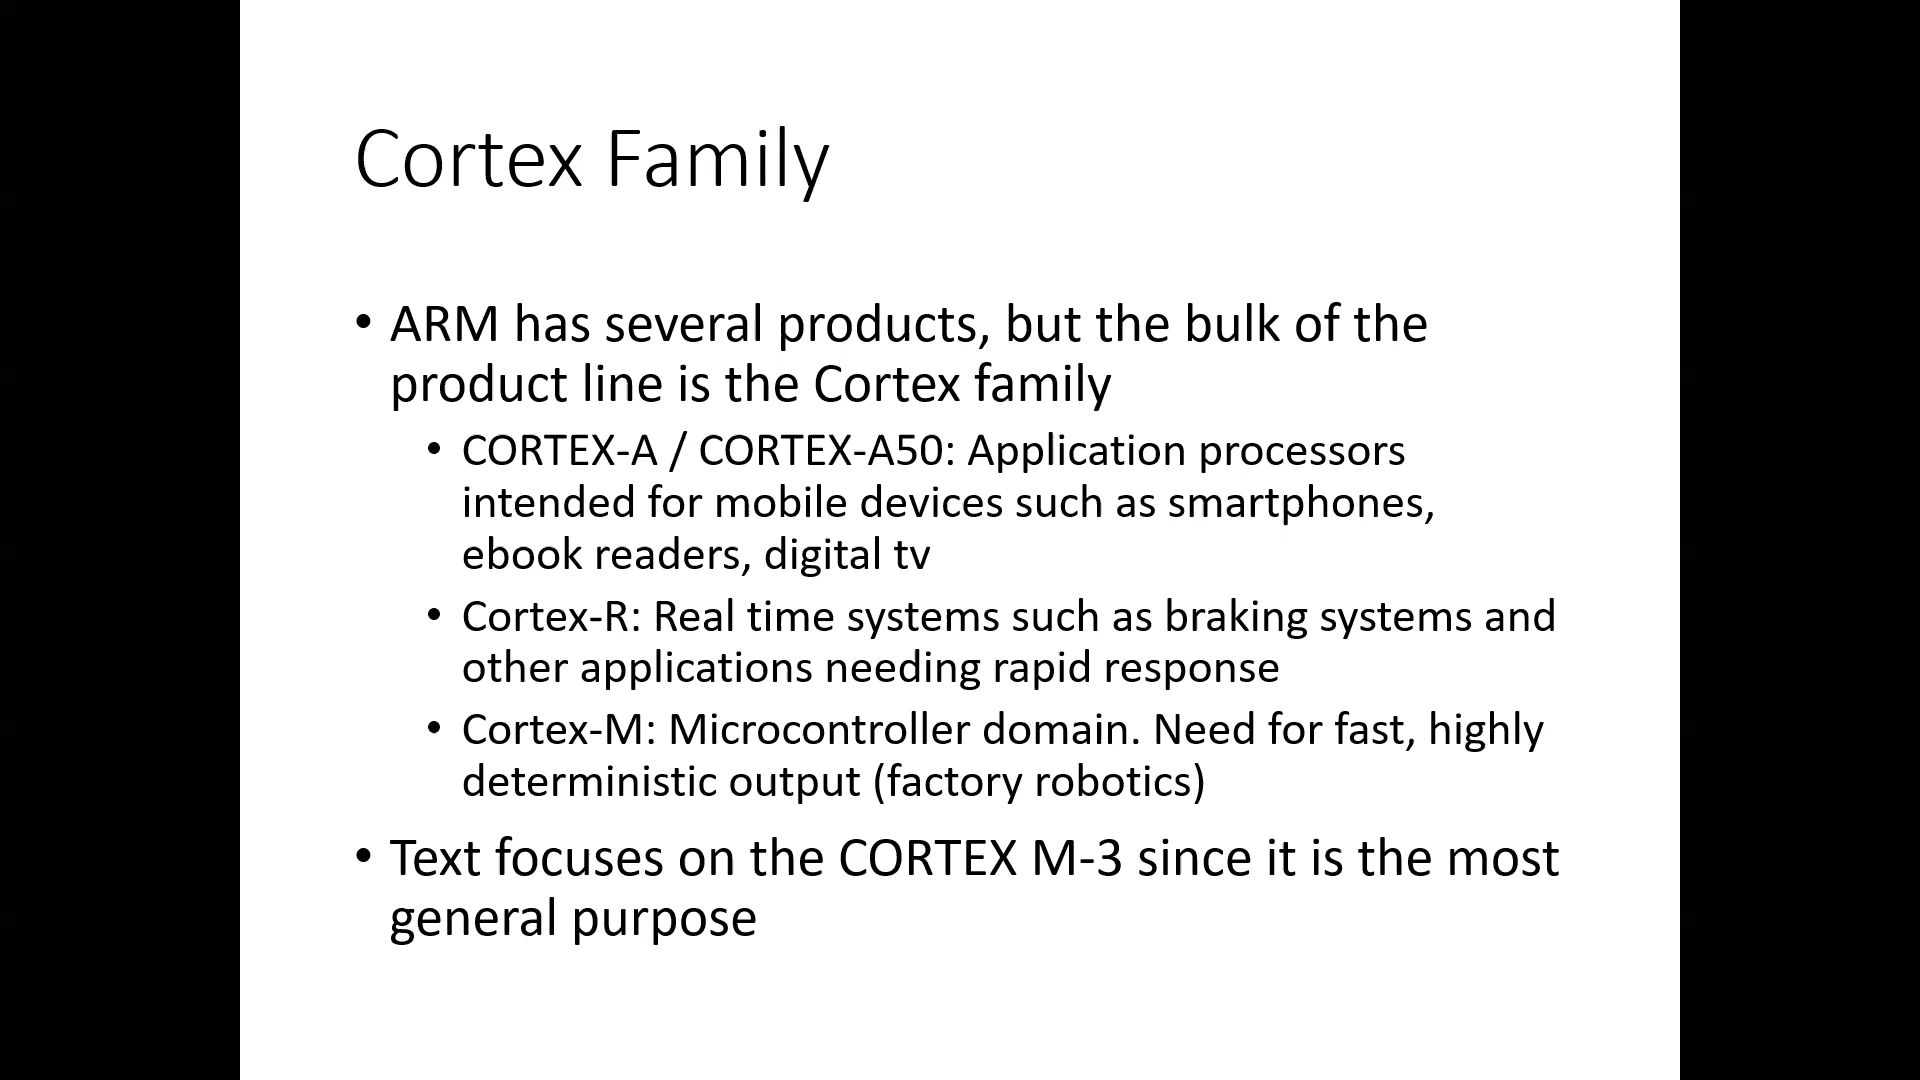 Cortex Family
• ARM has several products, but the bulk of the
product line is the Cortex family
• CORTEX-A / CORTEX-A50: Application processors
intended for mobile devices such as smartphones,
ebook readers, digital tv
• Cortex-R: Real time systems such as braking systems and
other applications needing rapid response
• Cortex-M: Microcontroller domain. Need for fast, highly
deterministic output (factory robotics)
• Text focuses on the CORTEX M-3 since it is the most
general purpose